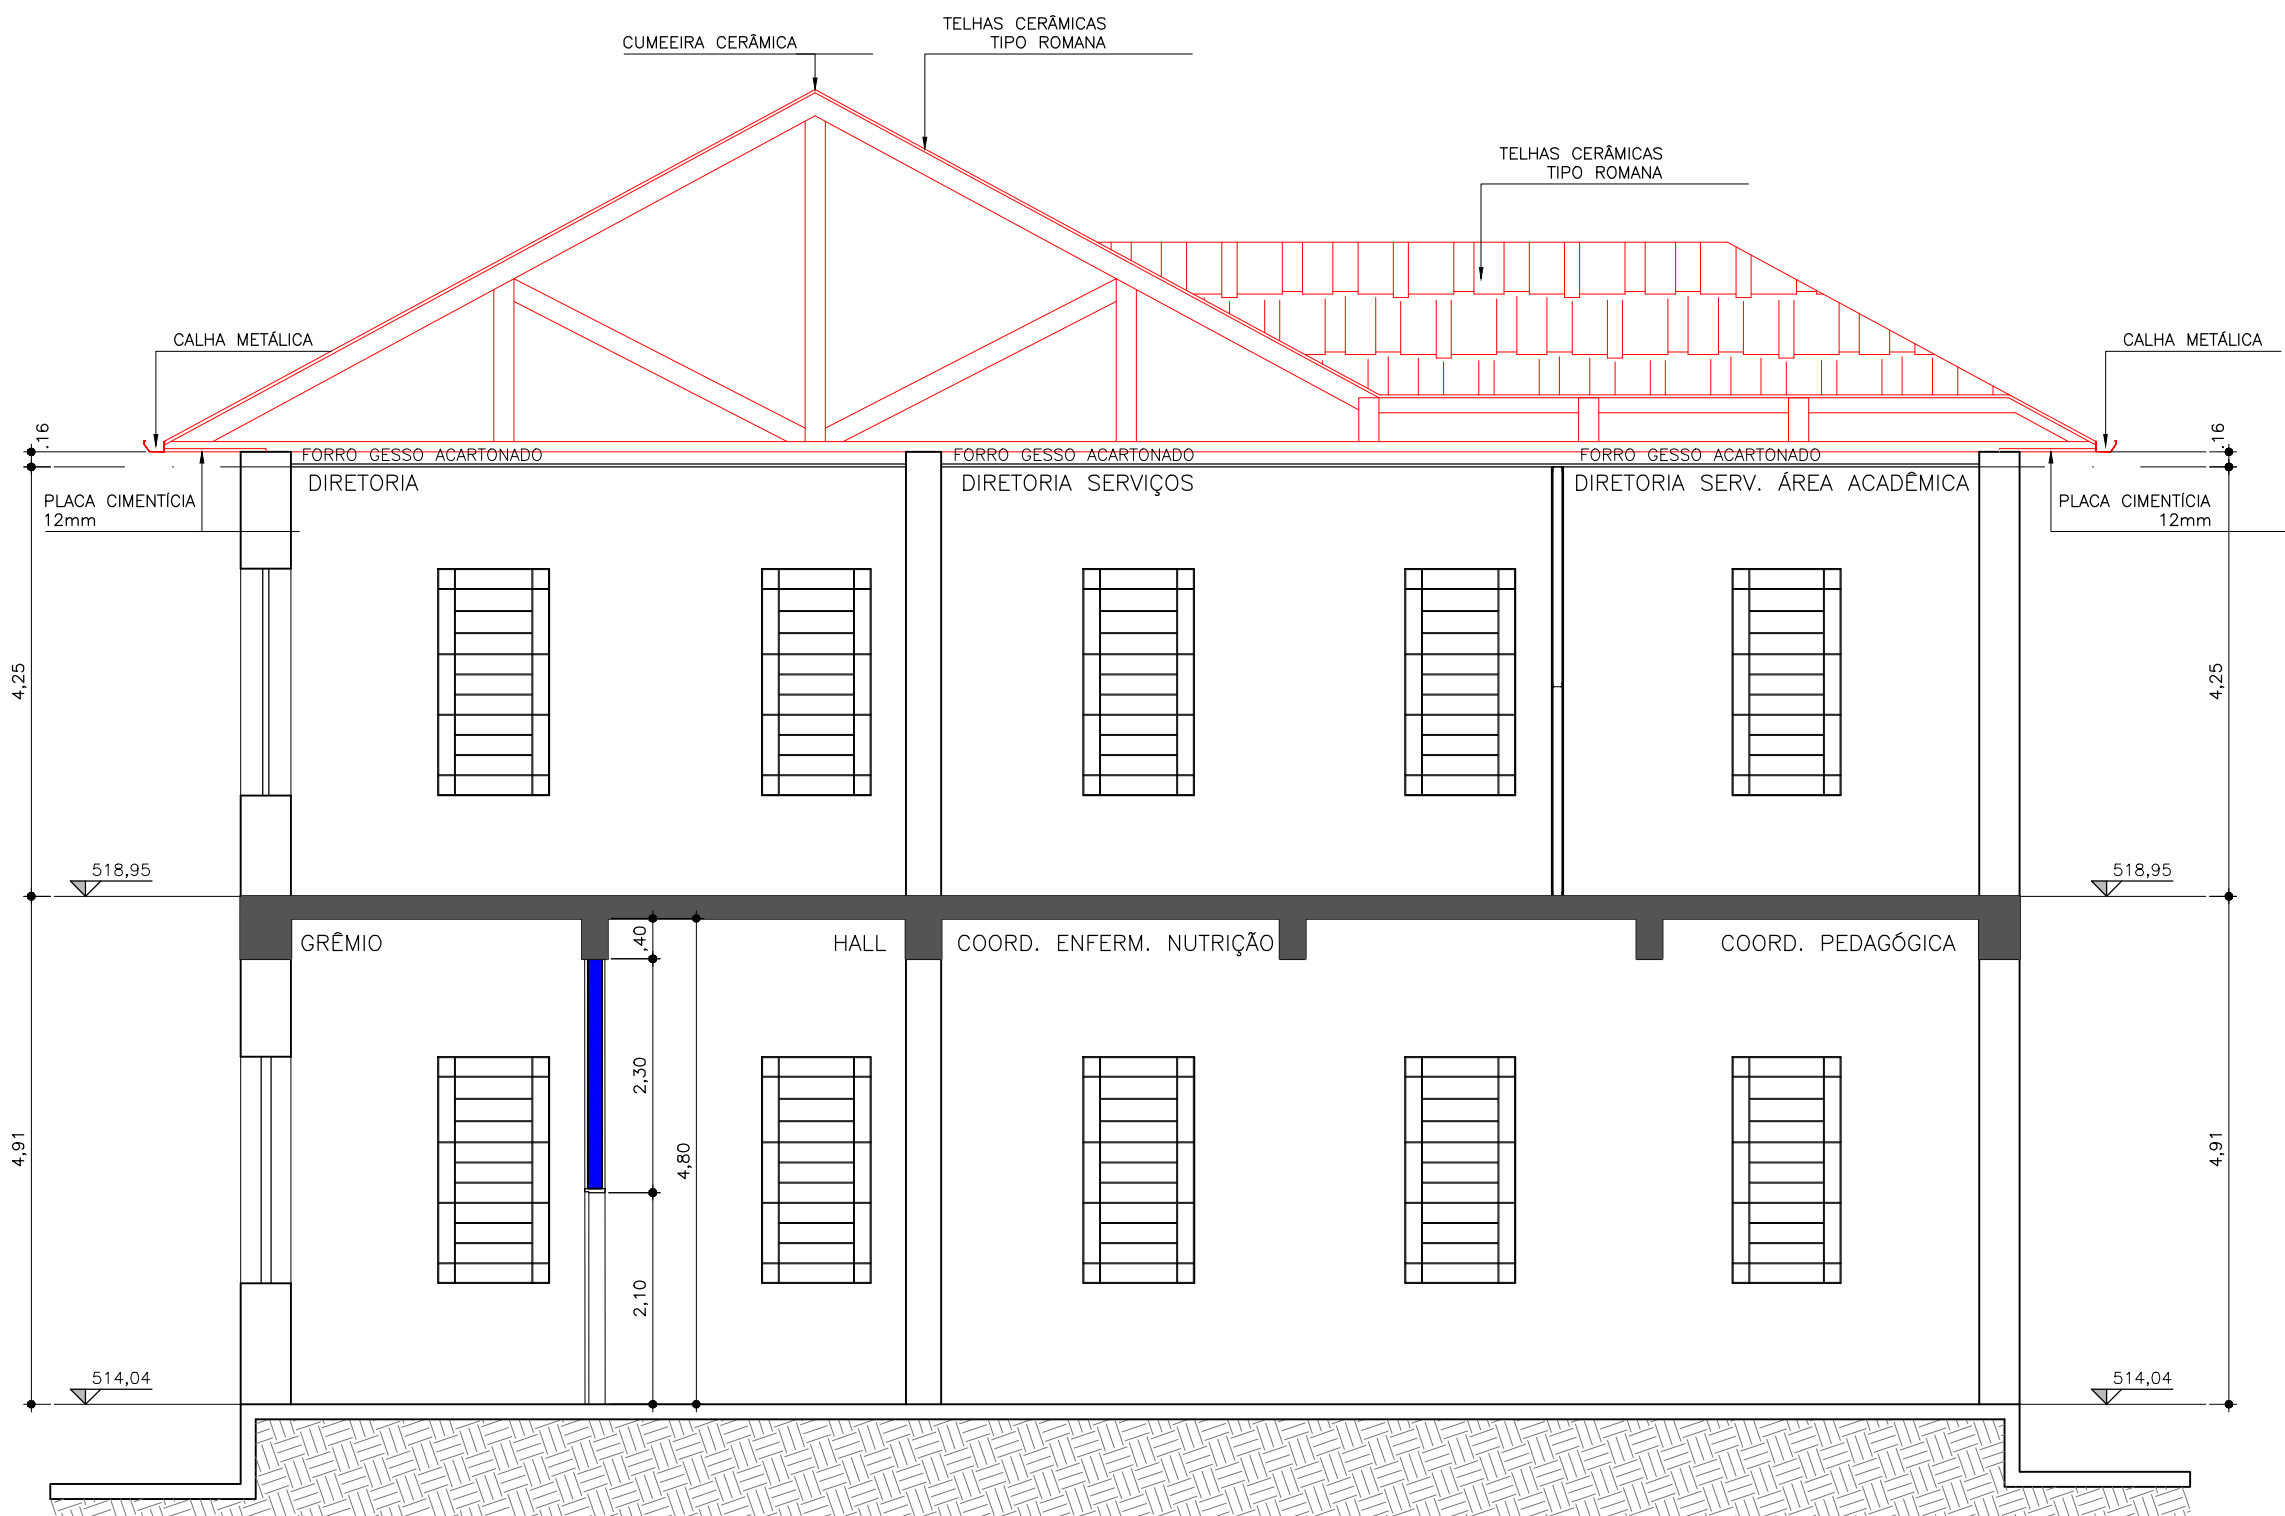 TELHAS CERÂMICAS
TIPO ROMANA
CUMEEIRA CERÂMICA
TELHAS CERÂMICAS
TIPO ROMANA
CALHA METÁLICA
CALHA METÁLICA
.16
.16
FORRO GESSO ACARTONADO
FORRO GESSO ACARTONADO
FORRO GESSO ACARTONADO
DIRETORIA
DIRETORIA SERVIÇOS
DIRETORIA SERV. ÁREA ACADÊMICA
PLACA CIMENTÍCIA
12mm
PLACA CIMENTÍCIA
12mm
4,25
4,25
518,95
518,95
GRÊMIO
,40
HALL
COORD. ENFERM. NUTRIÇÃO
COORD. PEDAGÓGICA
2,30
4,91
4,80
4,91
2,10
514,04
514,04